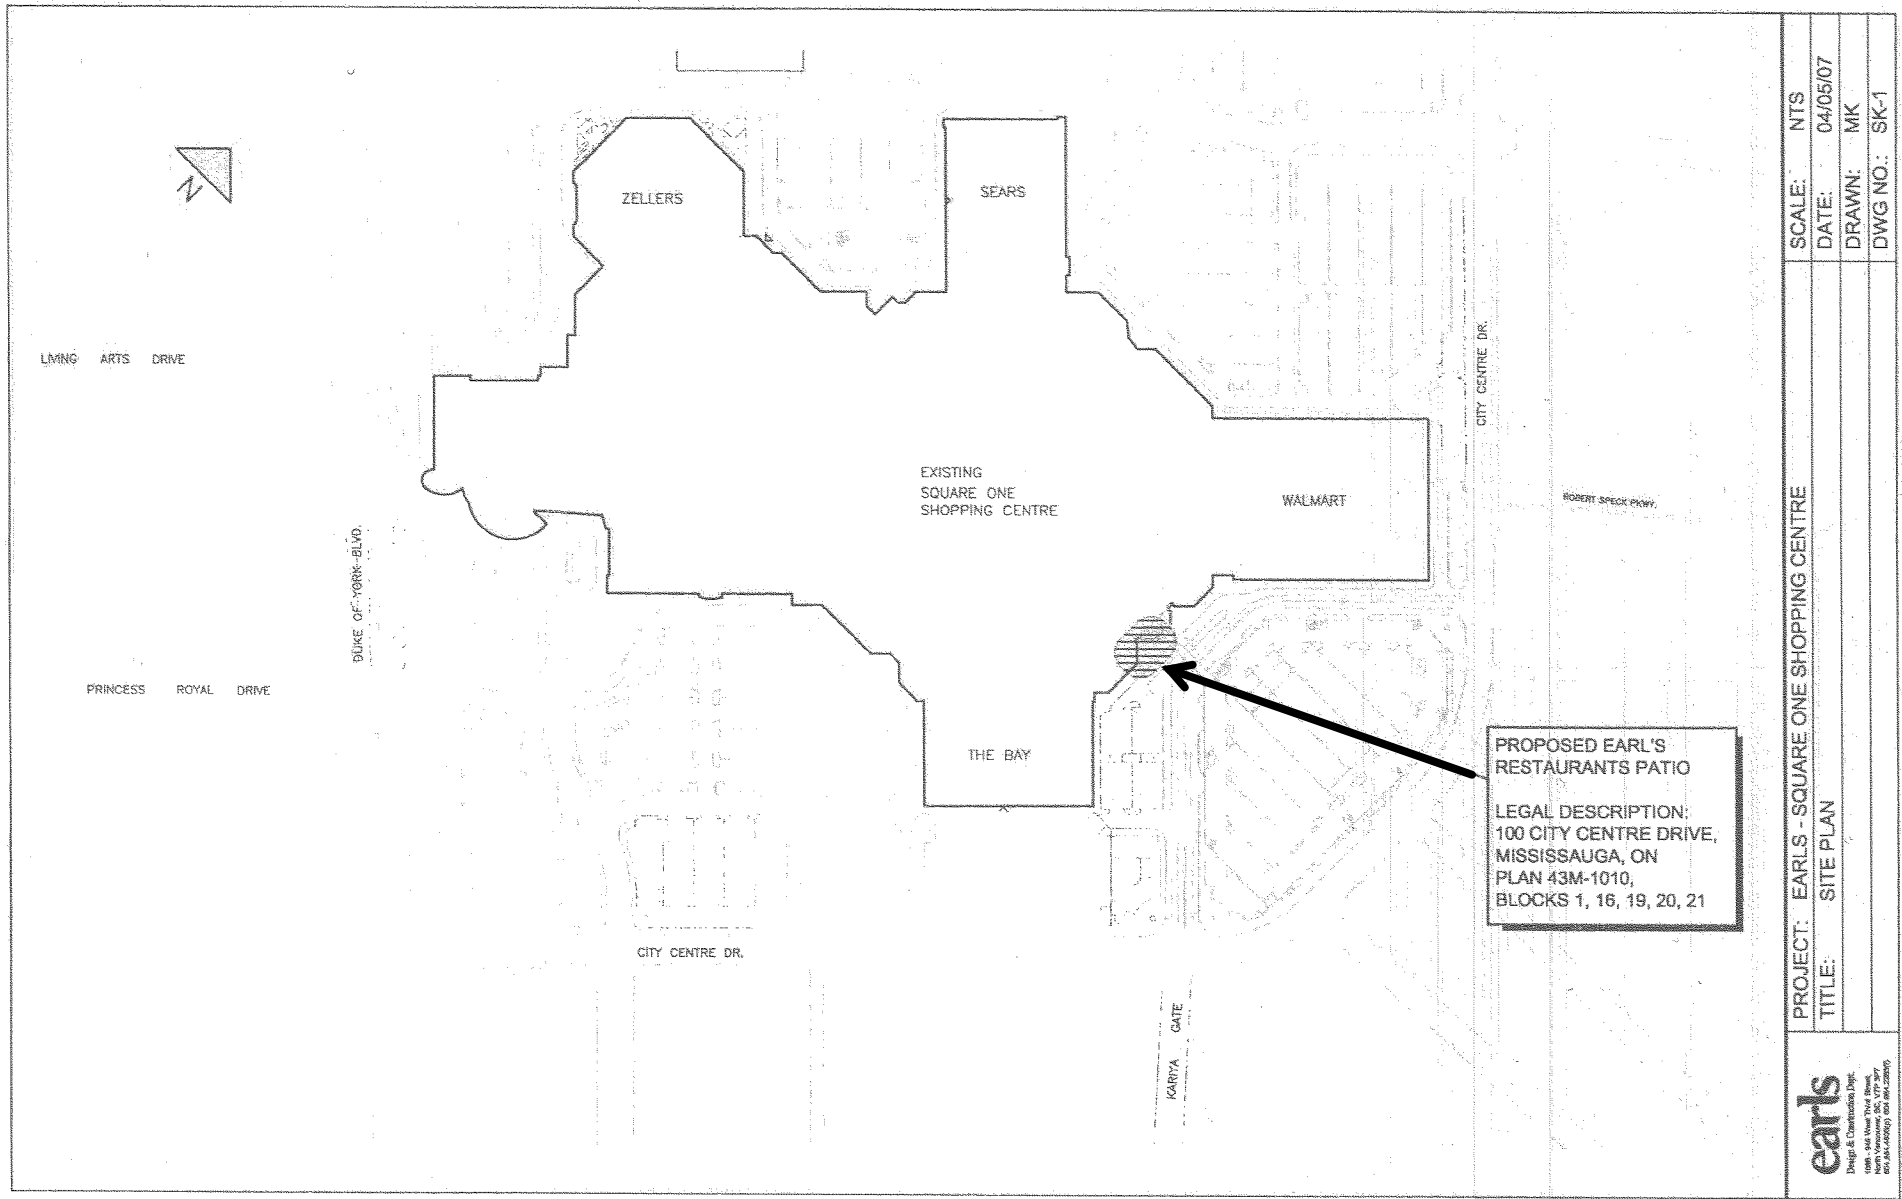 N
ZELLERS
SEARS
LIVING ARTS DRIVE
CITY CENTRE DR.
EXISTING
SQUARE ONE
SHOPPING CENTRE
WALMART
ROBERT SPECK PKWY.
DUKE OF YORK BLVD.
PRINCESS ROYAL DRIVE
THE BAY
PROPOSED EARL'S
RESTAURANTS PATIO
LEGAL DESCRIPTION:
100 CITY CENTRE DRIVE,
MISSISSAUGA, ON
PLAN 43M-1010,
BLOCKS 1, 16, 19, 20, 21
CITY CENTRE DR.
KARIYA GATE
earls
Design & Construction Dept.
PROJECT: EARLS - SQUARE ONE SHOPPING CENTRE
TITLE: SITE PLAN
SCALE: NTS
DATE: 04/05/07
DRAWN: MK
DWG NO.: SK-1